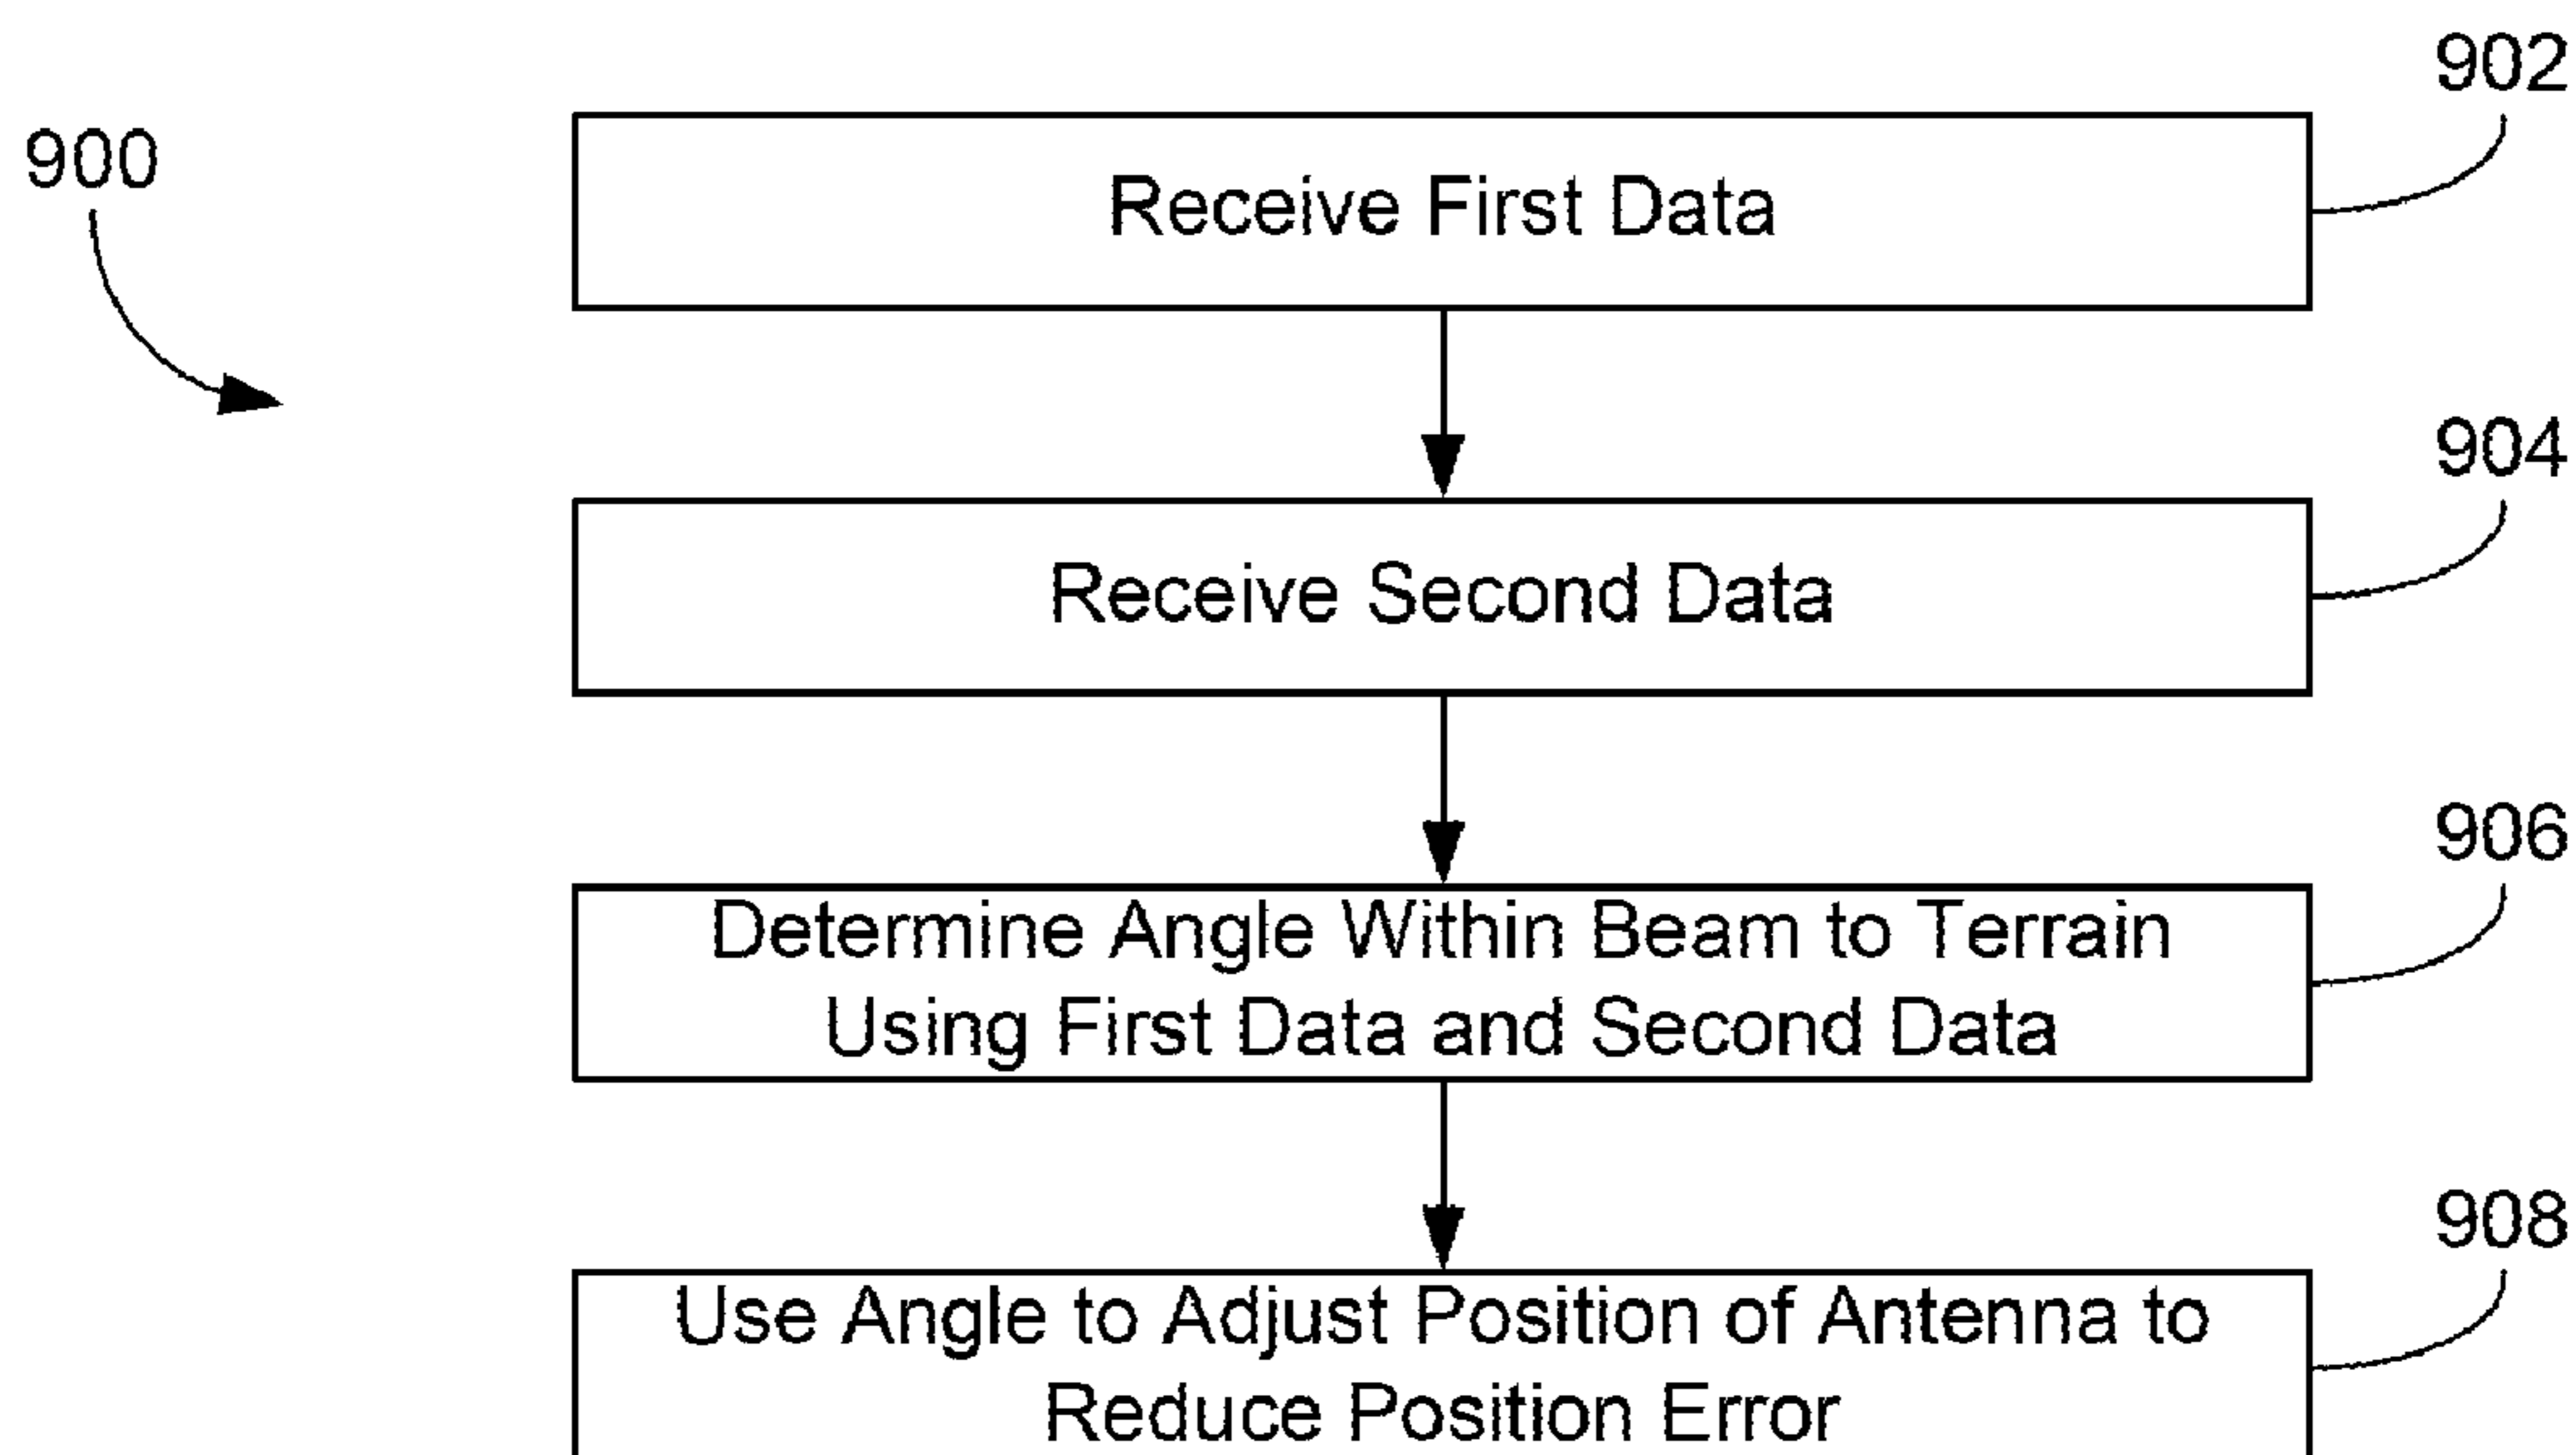 902
900
Receive First Data
904
Receive Second Data
906
Determine Angle Within Beam to Terrain
Using First Data and Second Data
908
Use Angle to Adjust Position of Antenna to
Reduce Position Error